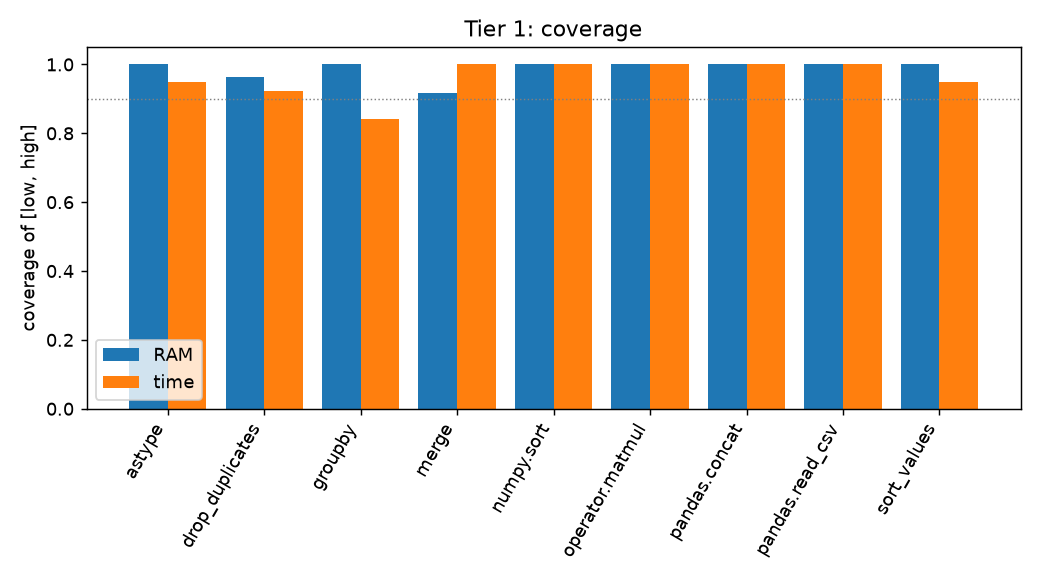 Tier 1: coverage
coverage of [low, high]
1.0
0.8
0.6
0.4
0.2
0.0
RAM
time
astype
drop_duplicates
groupby
merge
numpy.sort
operator.matmul
pandas.concat
pandas.read_csv
sort_values